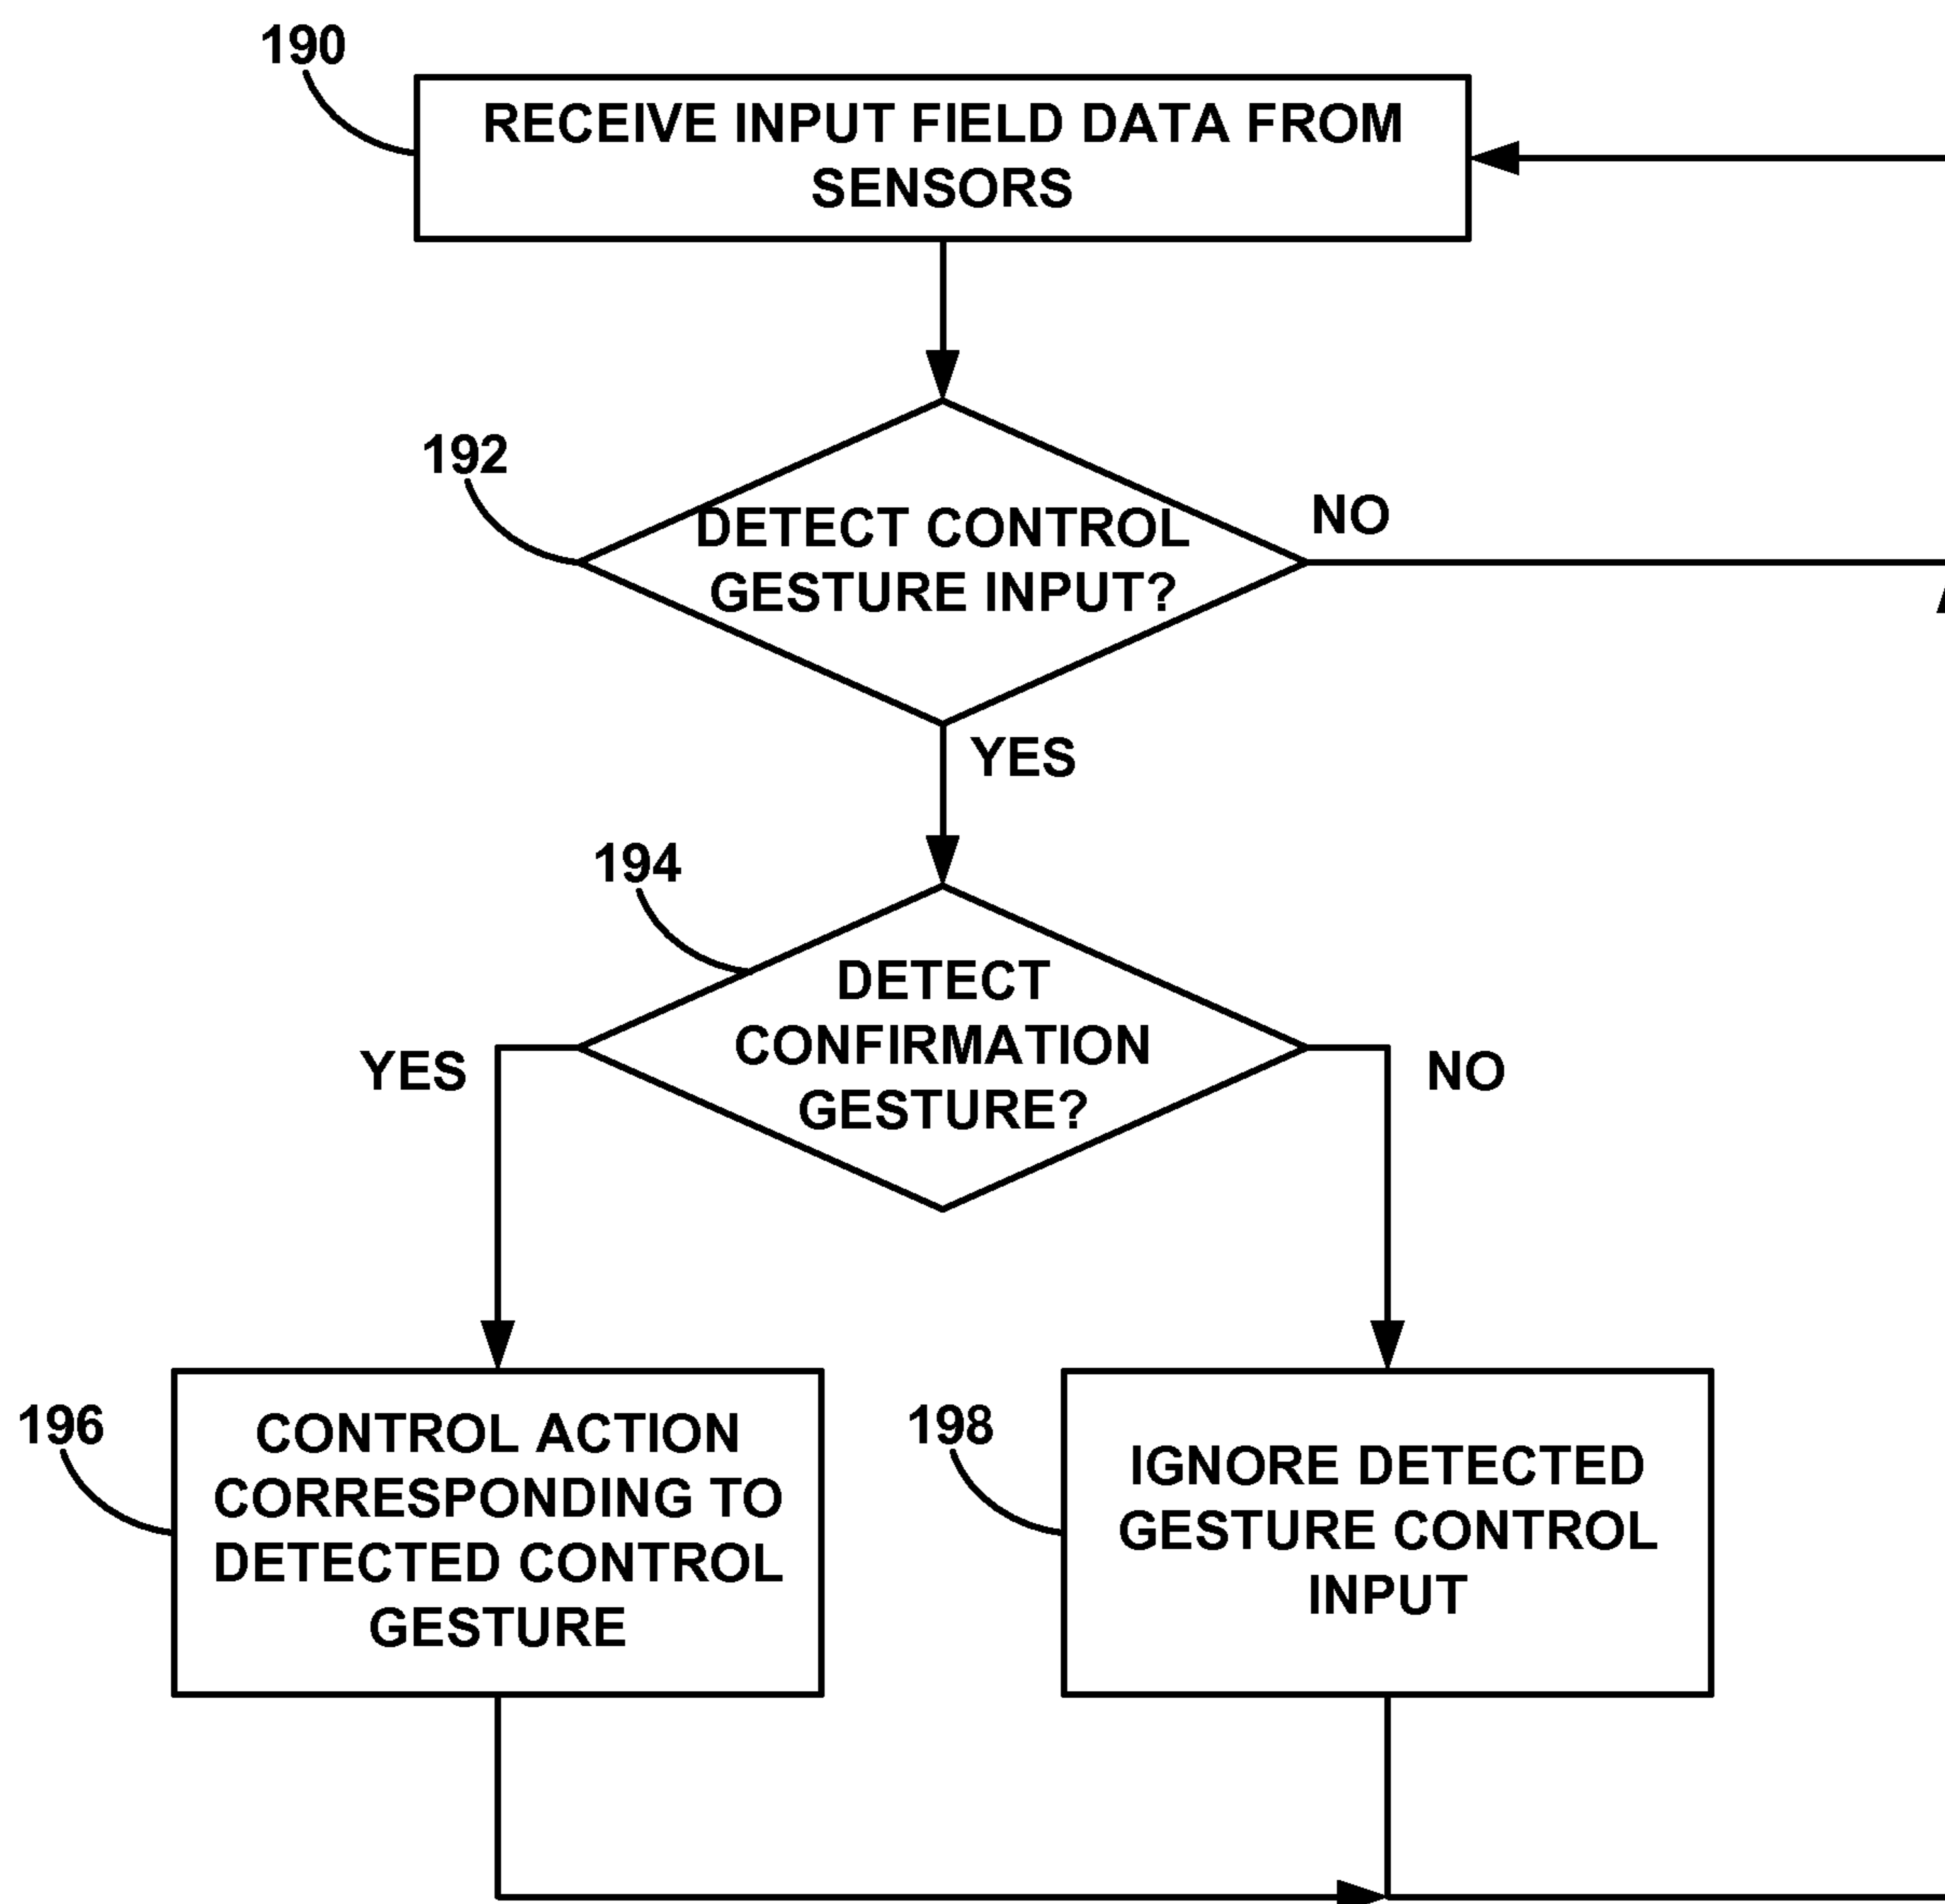 190
RECEIVE INPUT FIELD DATA FROM
SENSORS
192
DETECT CONTROL
GESTURE INPUT?
NO
YES
194
DETECT
CONFIRMATION
GESTURE?
YES
NO
196
CONTROL ACTION
CORRESPONDING TO
DETECTED CONTROL
GESTURE
198
IGNORE DETECTED
GESTURE CONTROL
INPUT